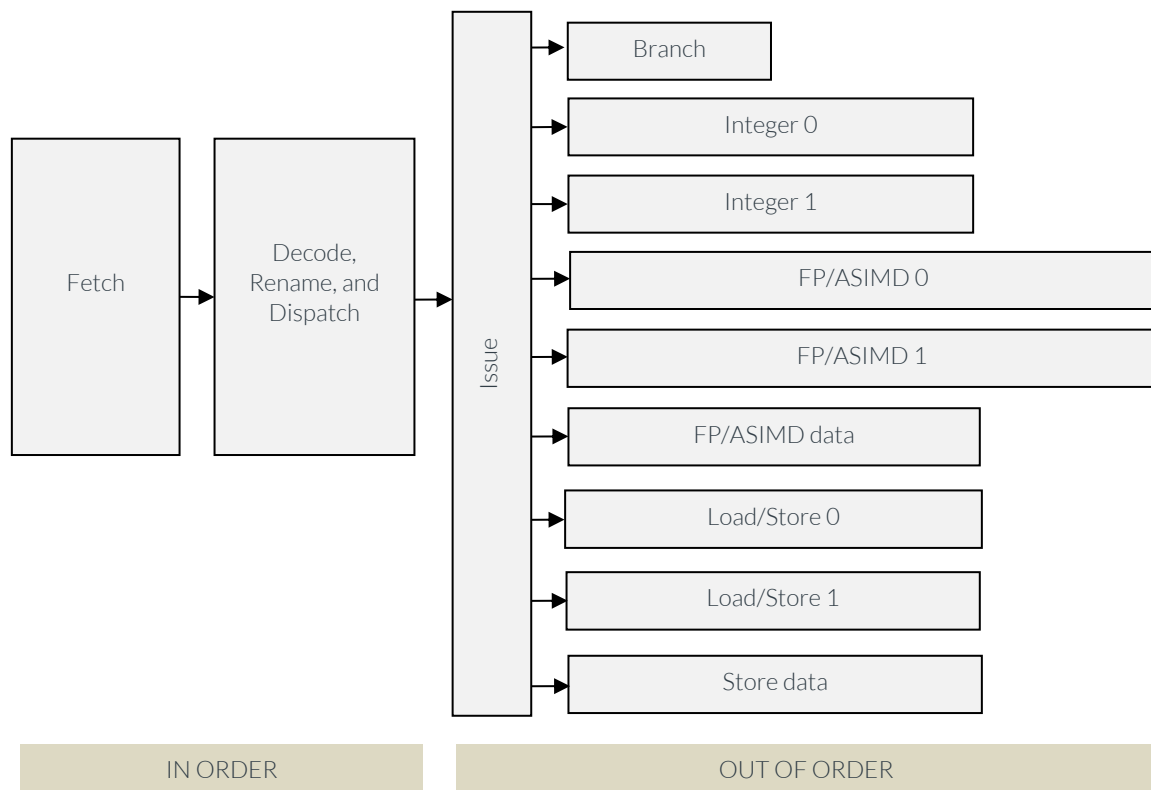 Fetch
Decode,
Rename, and
Dispatch
Issue
Branch
Integer 0
Integer 1
FP/ASIMD 0
FP/ASIMD 1
FP/ASIMD data
Load/Store 0
Load/Store 1
Store data
IN ORDER
OUT OF ORDER